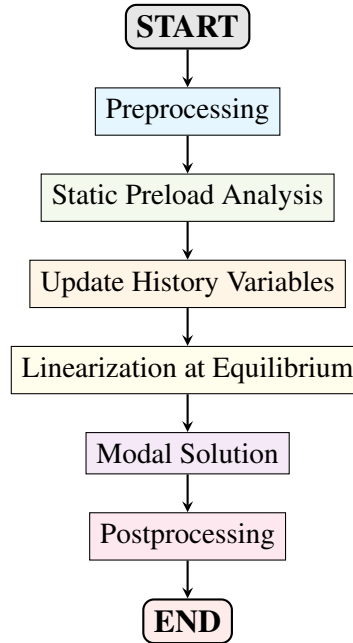 START
Preprocessing
Static Preload Analysis
Update History Variables
Linearization at Equilibrium
Modal Solution
Postprocessing
END